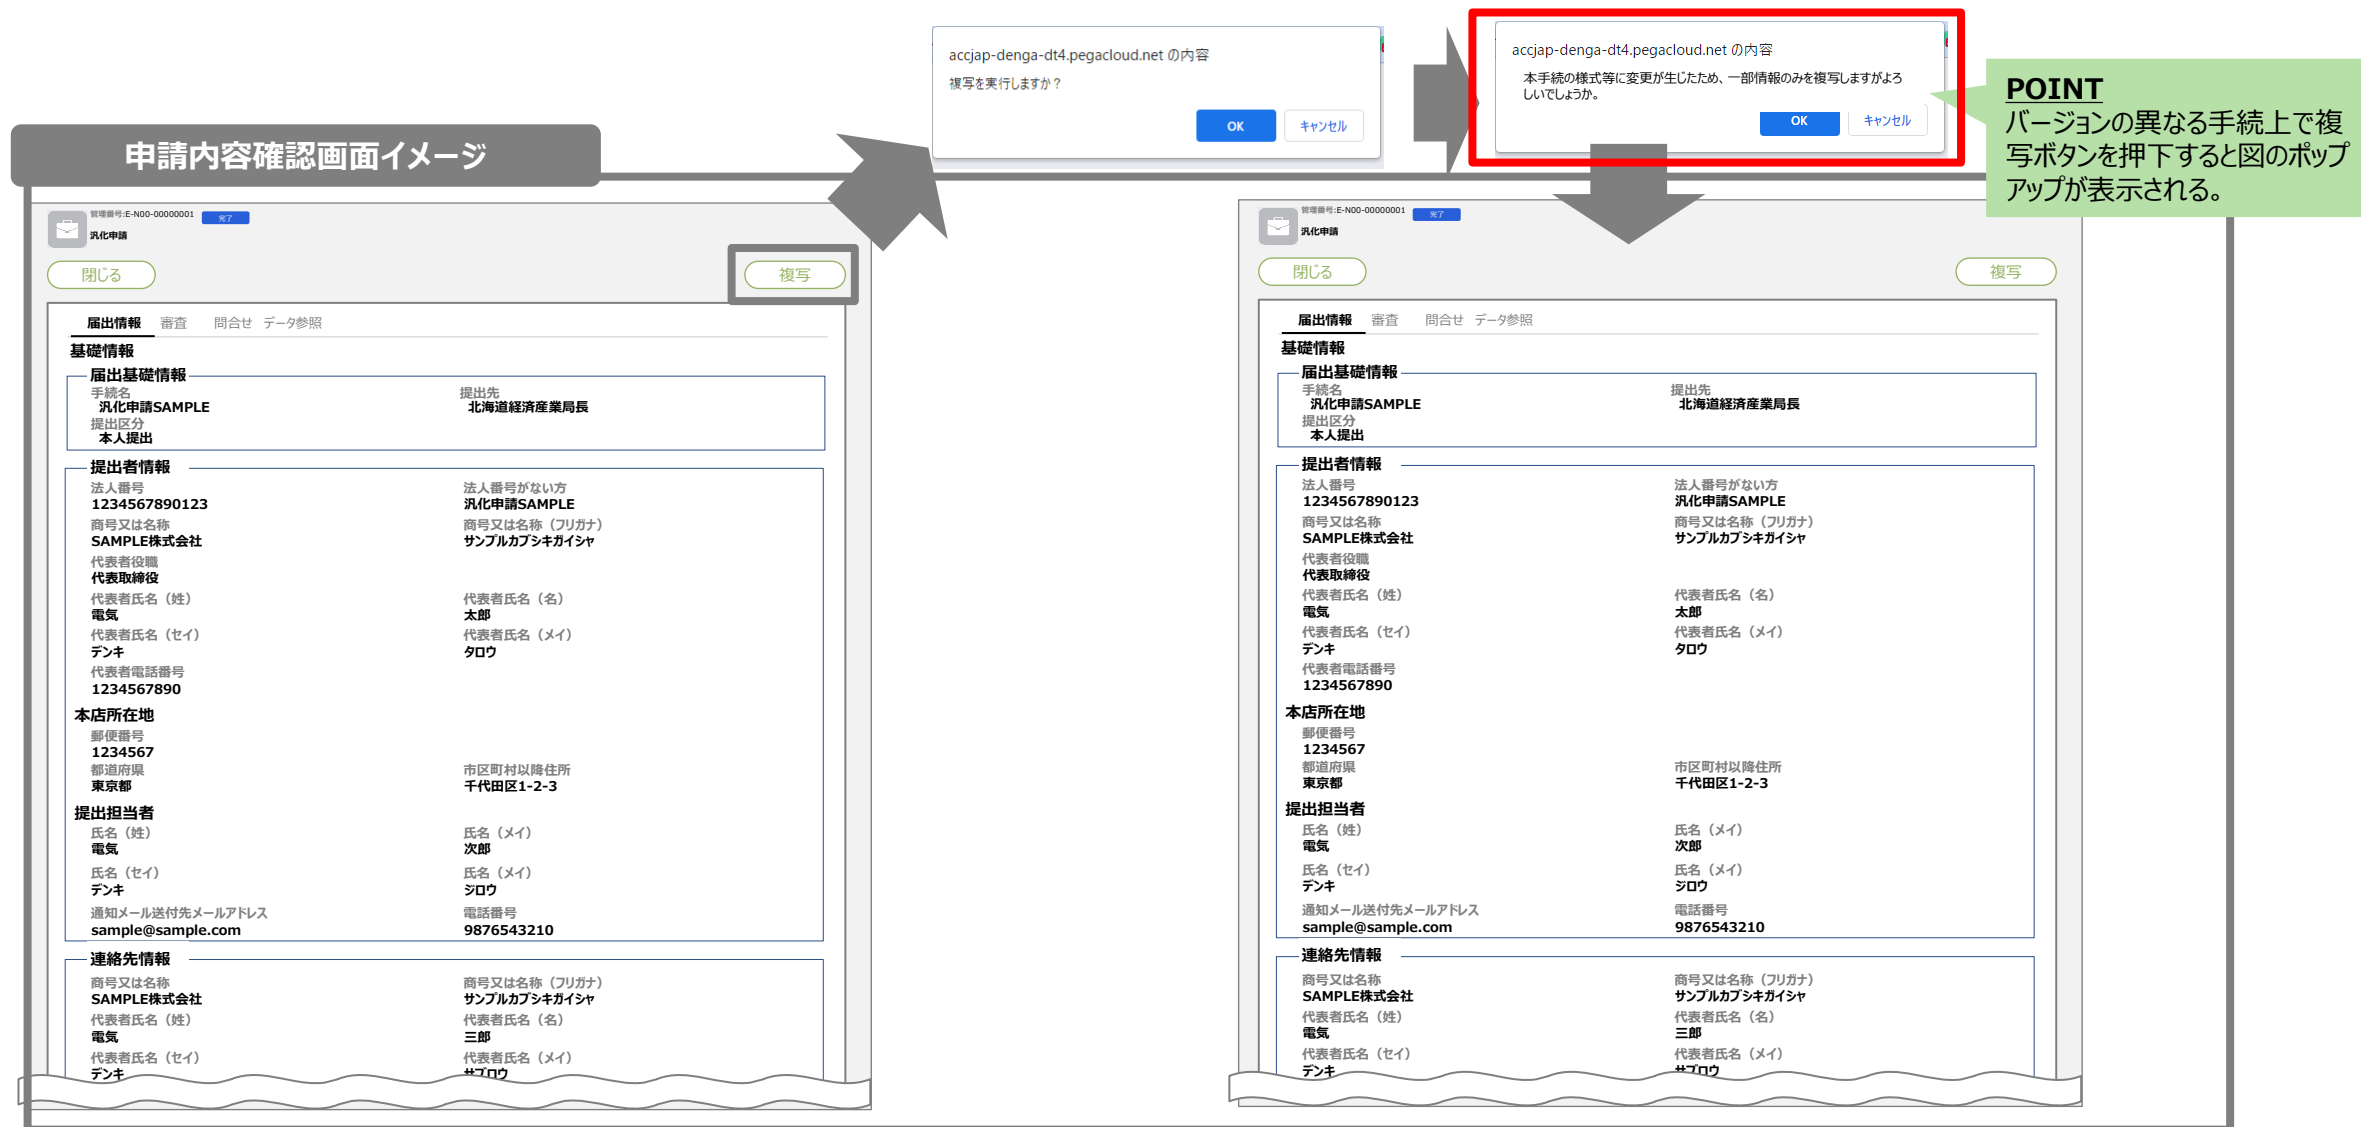 accjap-denga-dt4.pegacloud.net の内容
複写を実行しますか？
OK
キャンセル
accjap-denga-dt4.pegacloud.net の内容
本手続の様式等に変更が生じたため、一部情報のみを複写しますがよろ
しいでしょうか。
OK
キャンセル
POINT
バージョンの異なる手続上で複
写ボタンを押下すると図のポップ
アップが表示される。
申請内容確認画面イメージ
管理番号:E-N00-00000001
完了
汎化申請
閉じる
複写
届出情報 審査 問合せ データ参照
基礎情報
届出基礎情報
手続名 提出先
汎化申請SAMPLE 北海道経済産業局長
提出区分
本人提出
提出者情報
法人番号 法人番号がない方
1234567890123 汎化申請SAMPLE
商号又は名称 商号又は名称（フリガナ）
SAMPLE株式会社 サンプルカブシキガイシャ
代表者役職
代表取締役
代表者氏名（姓） 代表者氏名（名）
電気 太郎
代表者氏名（セイ） 代表者氏名（メイ）
デンキ タロウ
代表者電話番号
1234567890
本店所在地
郵便番号
1234567
都道府県 市区町村以降住所
東京都 千代田区1-2-3
提出担当者
氏名（姓） 氏名（メイ）
電気 次郎
氏名（セイ） 氏名（メイ）
デンキ ジロウ
通知メール送付先メールアドレス 電話番号
sample@sample.com 9876543210
連絡先情報
商号又は名称 商号又は名称（フリガナ）
SAMPLE株式会社 サンプルカブシキガイシャ
代表者氏名（姓） 代表者氏名（名）
電気 三郎
代表者氏名（セイ） 代表者氏名（メイ）
デンキ サブロウ
管理番号:E-N00-00000001
完了
汎化申請
閉じる
複写
届出情報 審査 問合せ データ参照
基礎情報
届出基礎情報
手続名 提出先
汎化申請SAMPLE 北海道経済産業局長
提出区分
本人提出
提出者情報
法人番号 法人番号がない方
1234567890123 汎化申請SAMPLE
商号又は名称 商号又は名称（フリガナ）
SAMPLE株式会社 サンプルカブシキガイシャ
代表者役職
代表取締役
代表者氏名（姓） 代表者氏名（名）
電気 太郎
代表者氏名（セイ） 代表者氏名（メイ）
デンキ タロウ
代表者電話番号
1234567890
本店所在地
郵便番号
1234567
都道府県 市区町村以降住所
東京都 千代田区1-2-3
提出担当者
氏名（姓） 氏名（メイ）
電気 次郎
氏名（セイ） 氏名（メイ）
デンキ ジロウ
通知メール送付先メールアドレス 電話番号
sample@sample.com 9876543210
連絡先情報
商号又は名称 商号又は名称（フリガナ）
SAMPLE株式会社 サンプルカブシキガイシャ
代表者氏名（姓） 代表者氏名（名）
電気 三郎
代表者氏名（セイ） 代表者氏名（メイ）
デンキ サブロウ